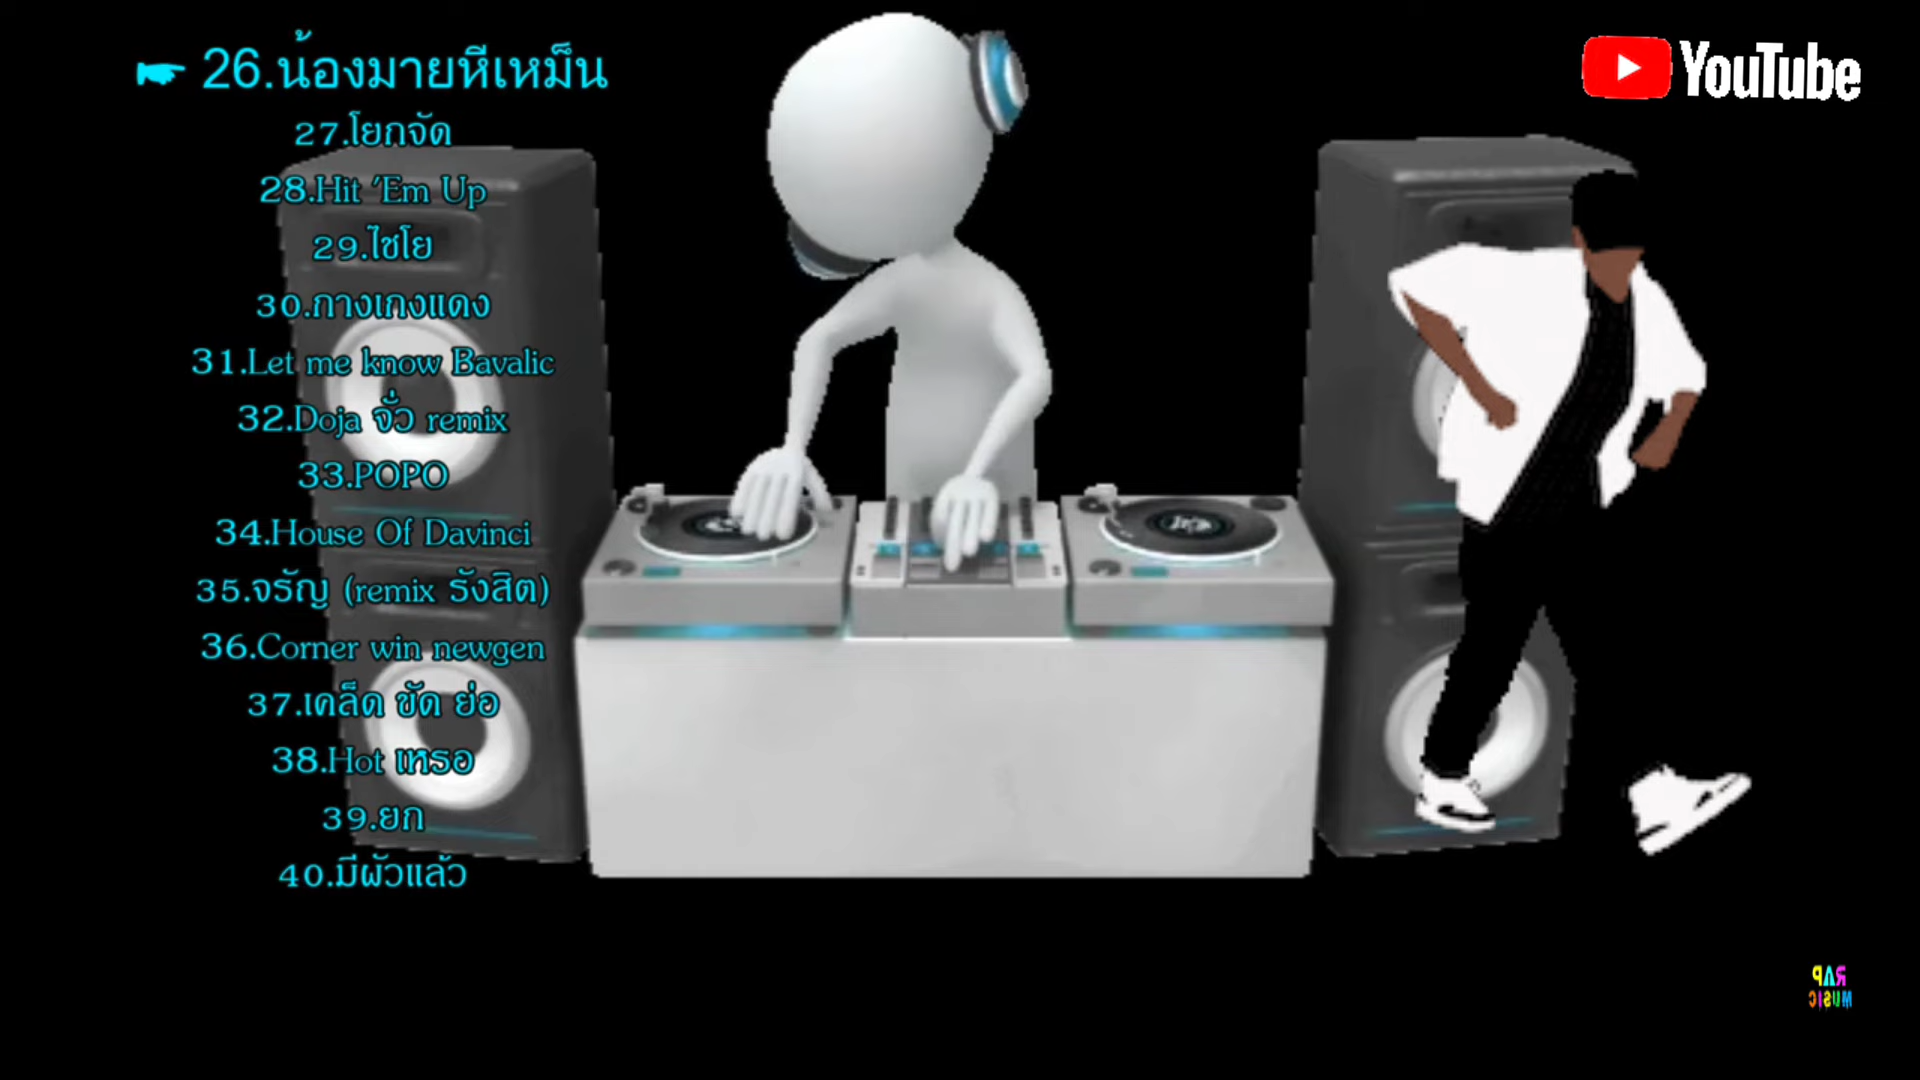 26.น้องมายหีเหม็น
27.โยกจัด
28.Hit 'Em Up
29.ไชโย
30.กางเกงแดง
31.Let me know Bavalic
32.Doja จั่ว remix
33.POPO
34.House Of Davinci
35.จรัญ (remix รังสิต)
36.Corner win newgen
37.เคล็ด ขัด ย่อ
38.Hot เหรอ
39.ยก
40.มีผัวแล้ว
YouTube
RAP
MUSIC